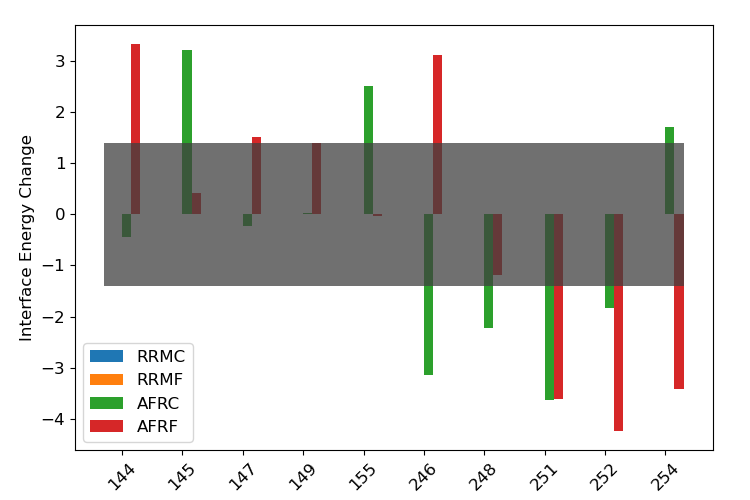 Interface Energy Change
3
2
1
0
−1
−2
−3
−4
RRMC
RRMF
AFRC
AFRF
144 145 147 149 155 246 248 251 252 254